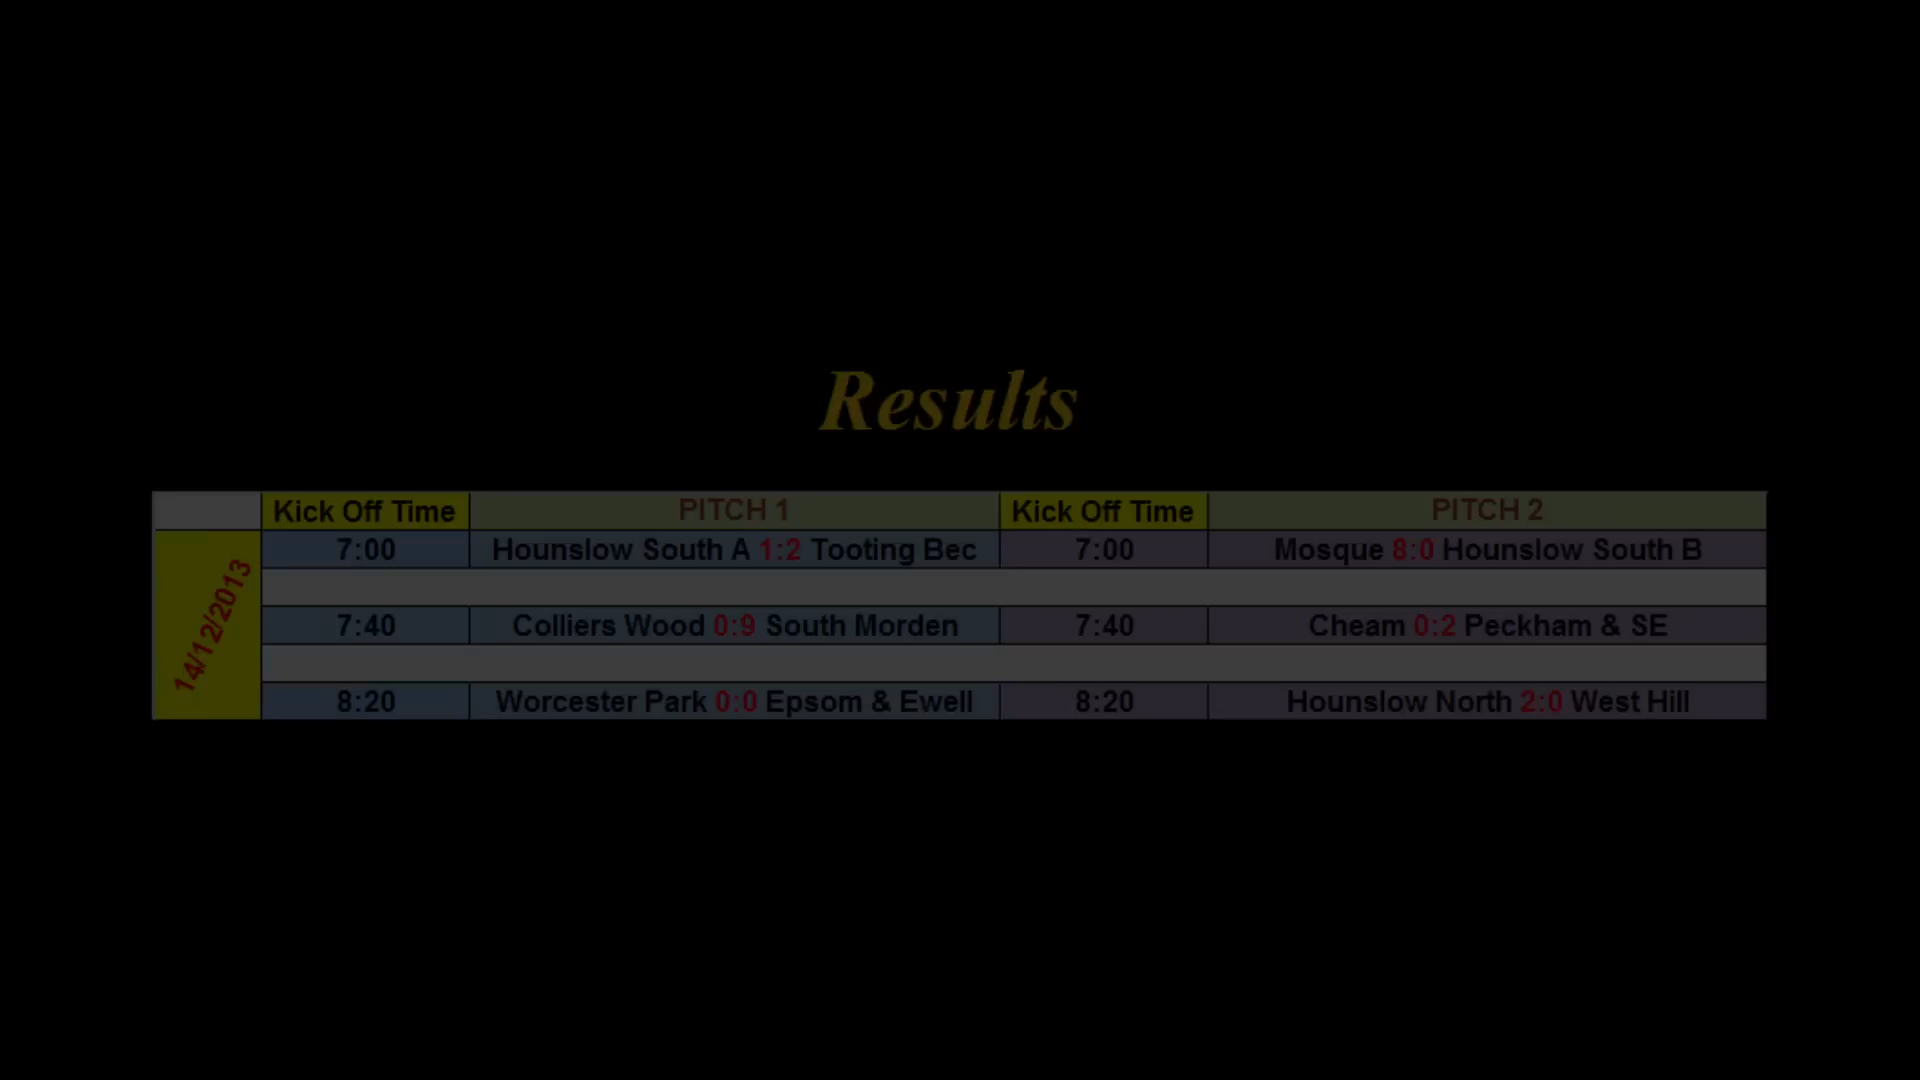 Results
Kick Off Time PITCH 1 Kick Off Time PITCH 2
14/12/2013
7:00 Hounslow South A 1:2 Tooting Bec 7:00 Mosque 8:0 Hounslow South B
7:40 Colliers Wood 0:9 South Morden 7:40 Cheam 0:2 Peckham & SE
8:20 Worcester Park 0:0 Epsom & Ewell 8:20 Hounslow North 2:0 West Hill